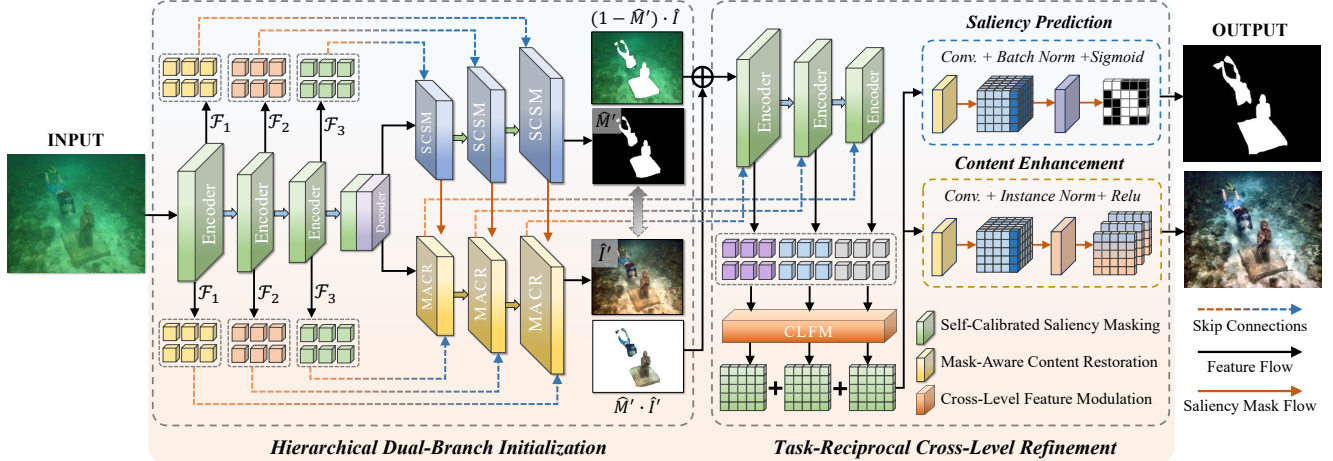 INPUT
ℱ₁
ℱ₂
ℱ₃
Encoder
Encoder
Encoder
Decoder
ℱ₁
ℱ₂
ℱ₃
SCSM
SCSM
SCSM
MACR
MACR
MACR
(1 − M̂′) · Î
M̂′
Î′
M̂′ · Î′
Hierarchical Dual-Branch Initialization
Encoder
Encoder
Encoder
CLFM
+
+
Saliency Prediction
Conv. + Batch Norm +Sigmoid
Content Enhancement
Conv. + Instance Norm+ Relu
Self-Calibrated Saliency Masking
Mask-Aware Content Restoration
Cross-Level Feature Modulation
Task-Reciprocal Cross-Level Refinement
OUTPUT
Skip Connections
Feature Flow
Saliency Mask Flow